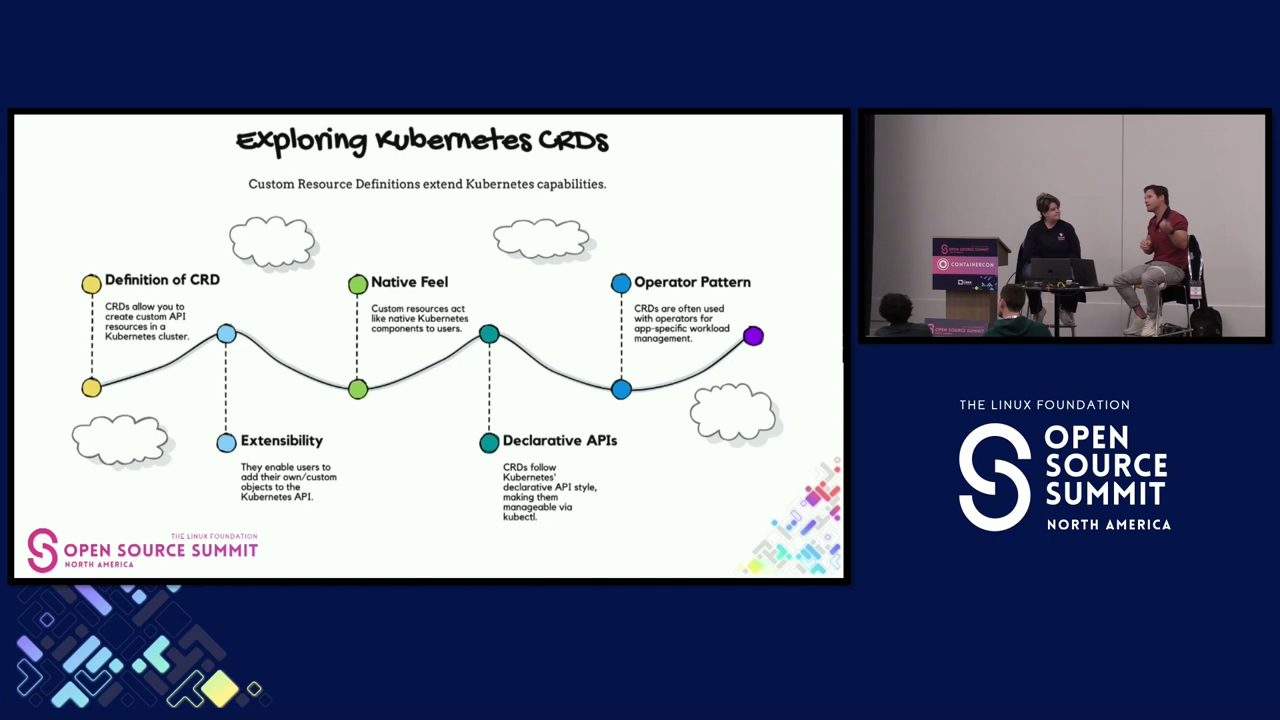 Exploring Kubernetes CRDs
Custom Resource Definitions extend Kubernetes capabilities.
Definition of CRD
CRDs allow you to
create custom API
resources in a
Kubernetes cluster.
Extensibility
They enable users to
add their own/custom
objects to the
Kubernetes API.
Native Feel
Custom resources act
like native Kubernetes
components to users.
Declarative APIs
CRDs follow
Kubernetes'
declarative API style,
making them
manageable via
kubectl.
Operator Pattern
CRDs are often used
with operators for
app-specific workload
management.
THE LINUX FOUNDATION
OPEN SOURCE SUMMIT
NORTH AMERICA
OPEN SOURCE SUMMIT
CONTAINERCON
OPEN SOURCE SUMMIT
THE LINUX FOUNDATION
OPEN
SOURCE
SUMMIT
NORTH AMERICA